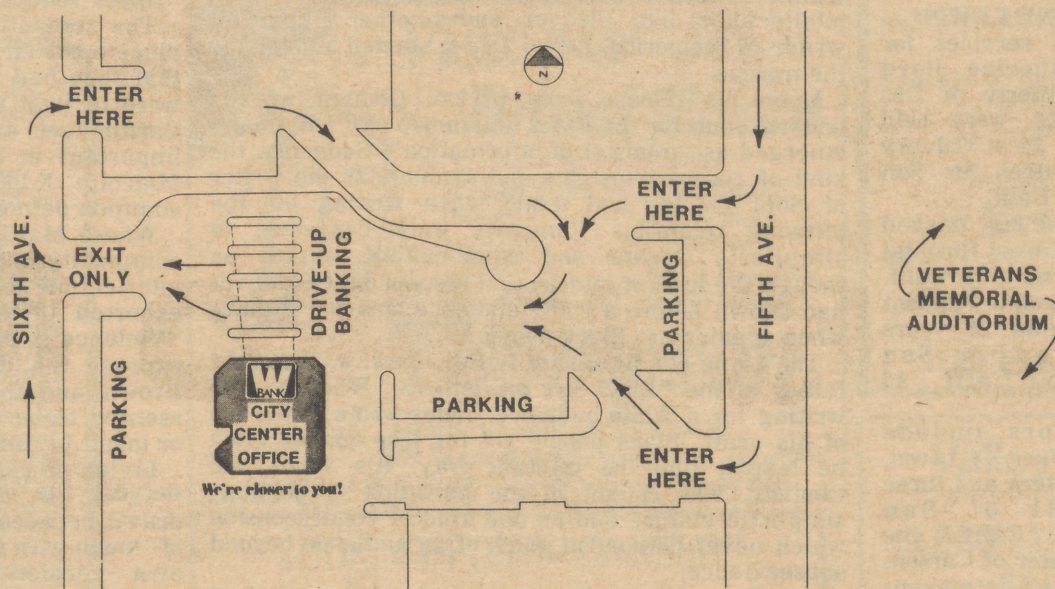 ENTER
HERE
N
SIXTH AVE.
EXIT
ONLY
PARKING
DRIVE-UP
BANKING
W
BANK
CITY
CENTER
OFFICE
We're closer to you!
PARKING
ENTER
HERE
PARKING
FIFTH AVE.
ENTER
HERE
VETERANS
MEMORIAL
AUDITORIUM